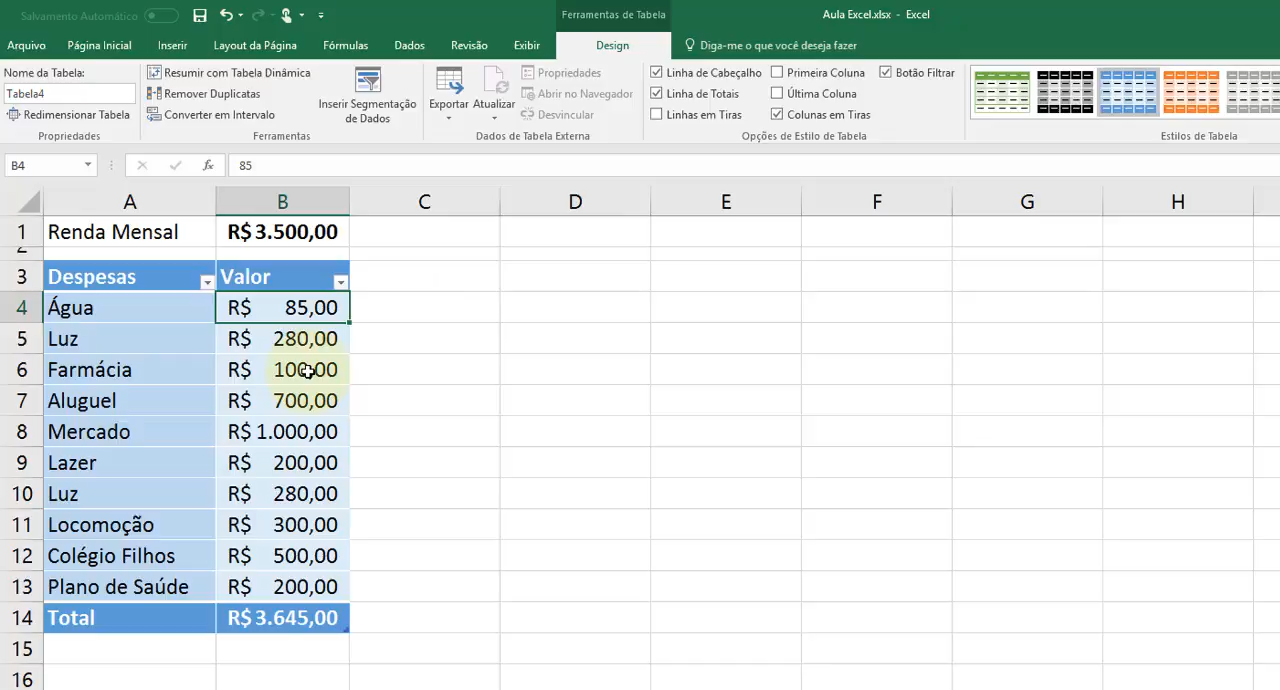 Salvamento Automático
Ferramentas de Tabela
Aula Excel.xlsx - Excel
Arquivo Página Inicial Inserir Layout da Página Fórmulas Dados Revisão Exibir Design Diga-me o que você deseja fazer
Nome da Tabela:
Tabela4
Redimensionar Tabela
Propriedades
Resumir com Tabela Dinâmica
Remover Duplicatas
Converter em Intervalo
Inserir Segmentação
de Dados
Ferramentas
Exportar Atualizar
Propriedades
Abrir no Navegador
Desvincular
Dados de Tabela Externa
Linha de Cabeçalho Primeira Coluna Botão Filtrar
Linha de Totais Última Coluna
Linhas em Tiras Colunas em Tiras
Opções de Estilo de Tabela
Estilos de Tabela
B4 fx 85
A B C D E F G H
1 Renda Mensal R$ 3.500,00
2
3 Despesas Valor
4 Água R$ 85,00
5 Luz R$ 280,00
6 Farmácia R$ 100,00
7 Aluguel R$ 700,00
8 Mercado R$ 1.000,00
9 Lazer R$ 200,00
10 Luz R$ 280,00
11 Locomoção R$ 300,00
12 Colégio Filhos R$ 500,00
13 Plano de Saúde R$ 200,00
14 Total R$ 3.645,00
15
16